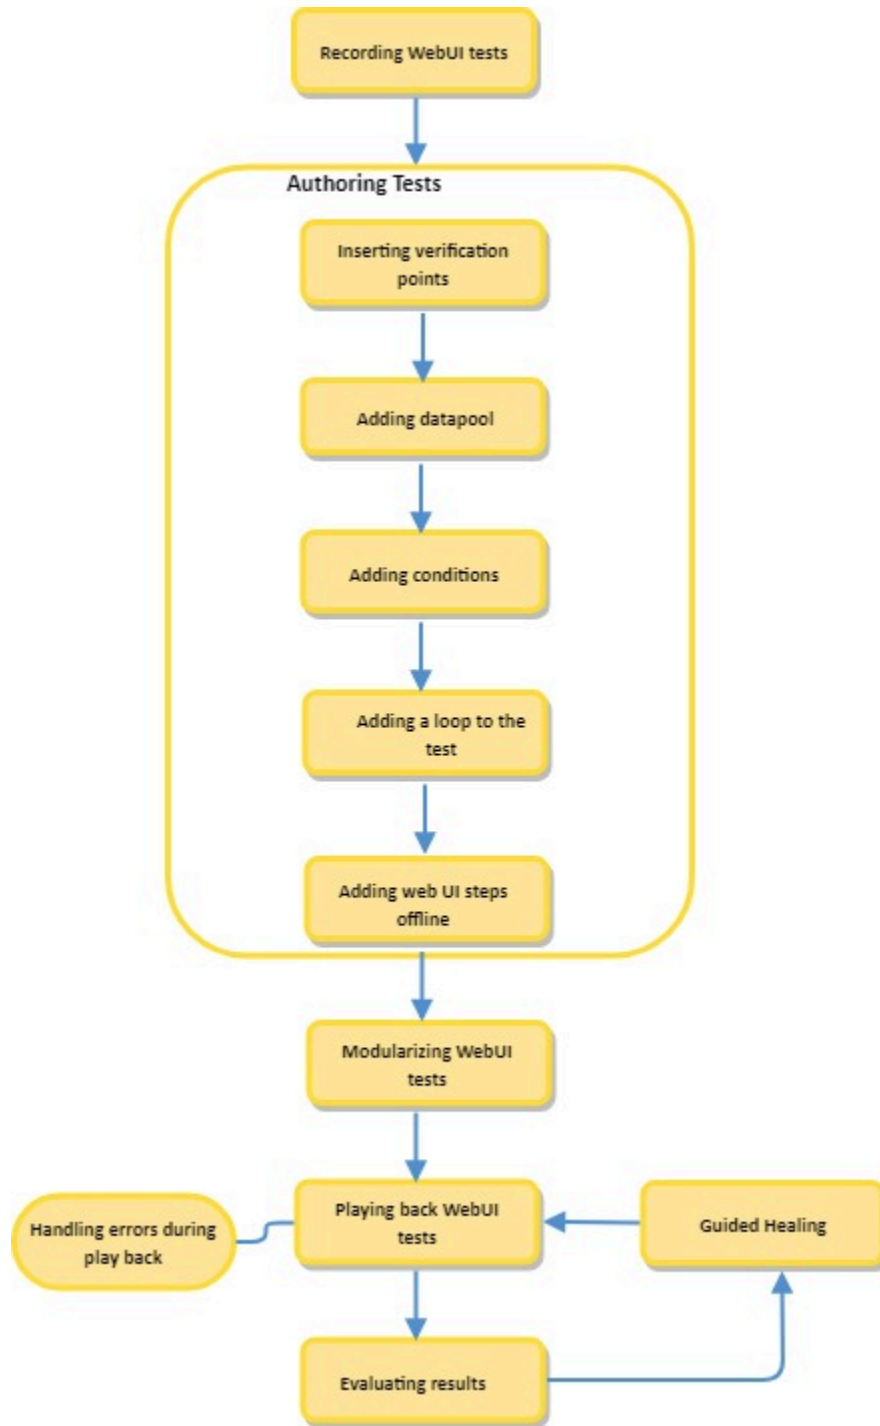 Recording WebUI tests
Authoring Tests
Inserting verification
points
Adding datapool
Adding conditions
Adding a loop to the
test
Adding web UI steps
offline
Modularizing WebUI
tests
Playing back WebUI
tests
Handling errors during
play back
Guided Healing
Evaluating results